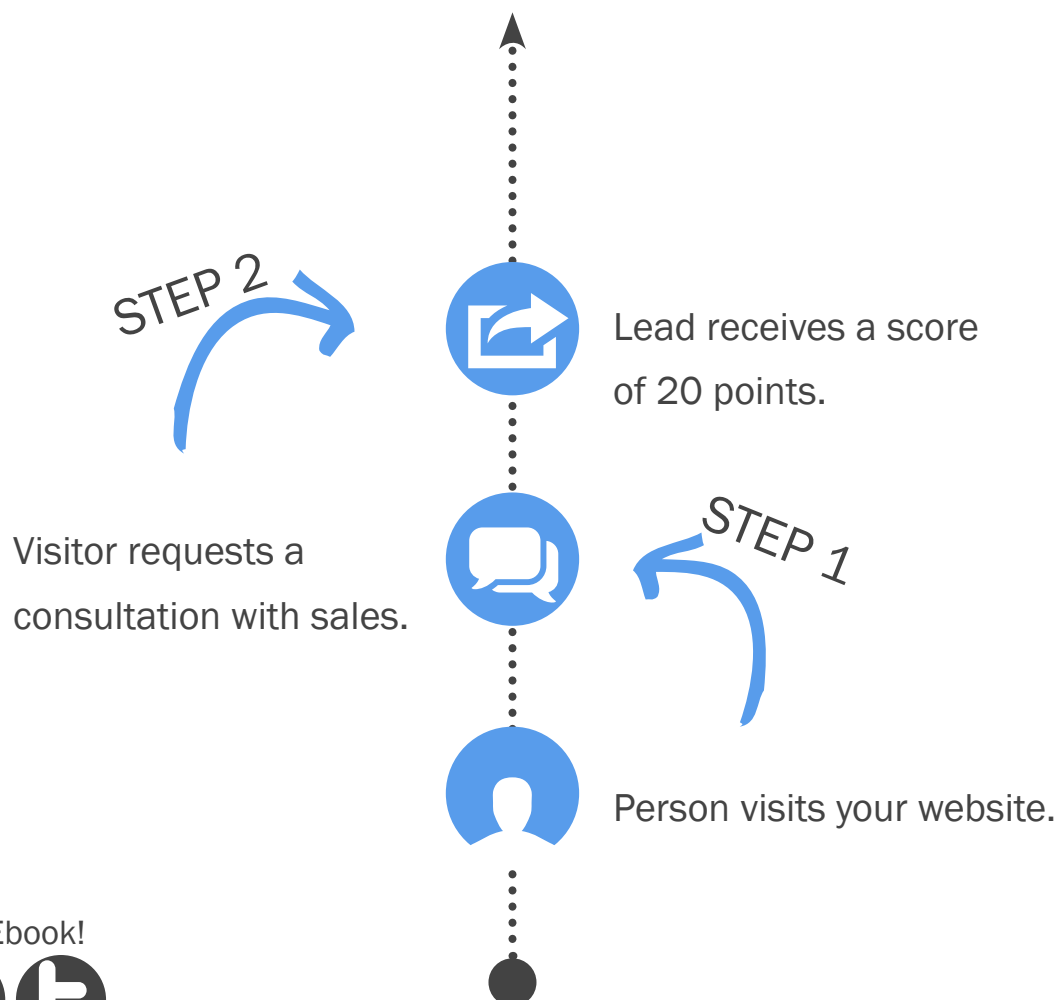 STEP 2
Lead receives a score
of 20 points.
STEP 1
Visitor requests a
consultation with sales.
Person visits your website.
Ebook!